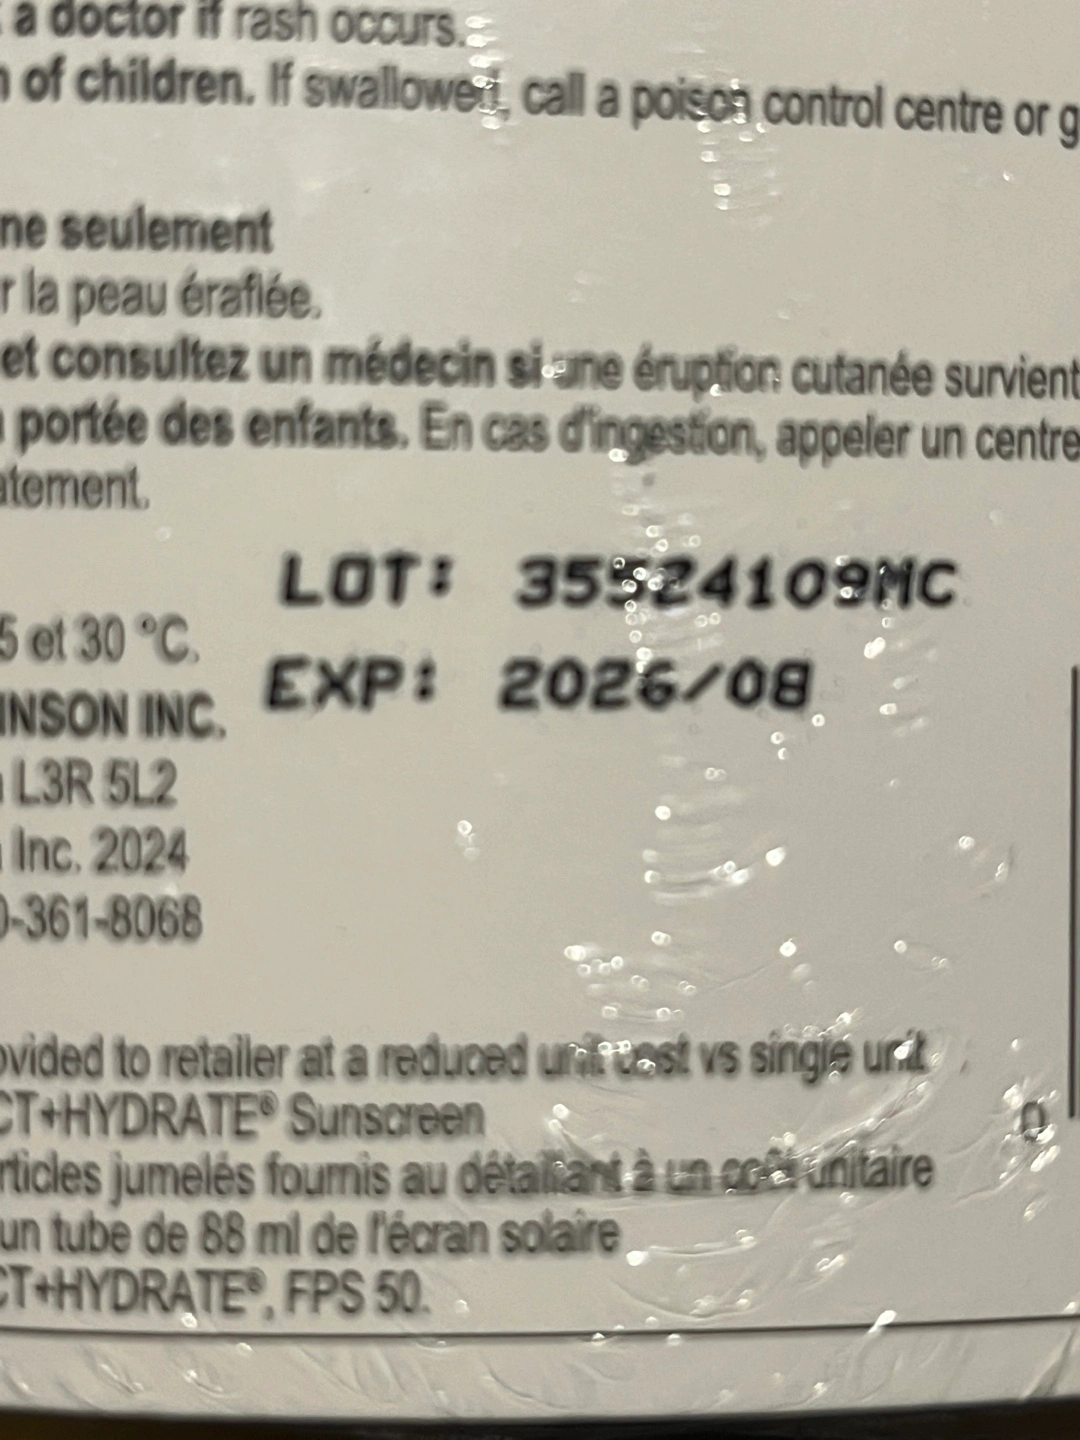 a doctor if rash occurs.
of children. If swallowed, call a poison control centre or
ne seulement
r la peau éraflée.
et consultez un médecin si une éruption cutanée survient
portée des enfants. En cas d'ingestion, appeler un centre
atement.
LOT: 35524109MC
5 et 30 °C.
EXP: 2026/08
INSON INC.
L3R 5L2
Inc. 2024
0-361-8068
ovided to retailer at a reduced unit cost vs single unit
CT+HYDRATE® Sunscreen
rticles jumelés fournis au détaillant à un coût unitaire
un tube de 88 ml de l'écran solaire
CT+HYDRATE®, FPS 50.